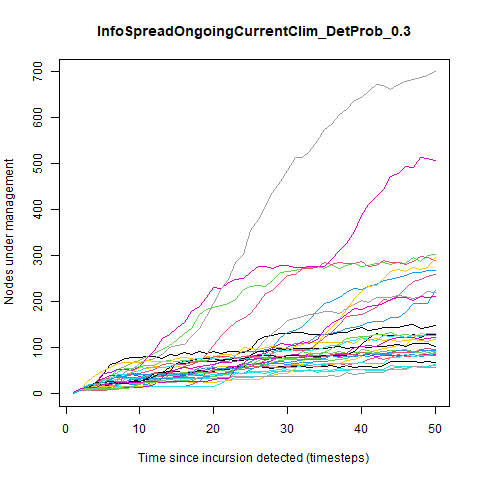 InfoSpreadOngoingCurrentClim_DetProb_0.3
Nodes under management
700
600
500
400
300
200
100
0
0 10 20 30 40 50
Time since incursion detected (timesteps)